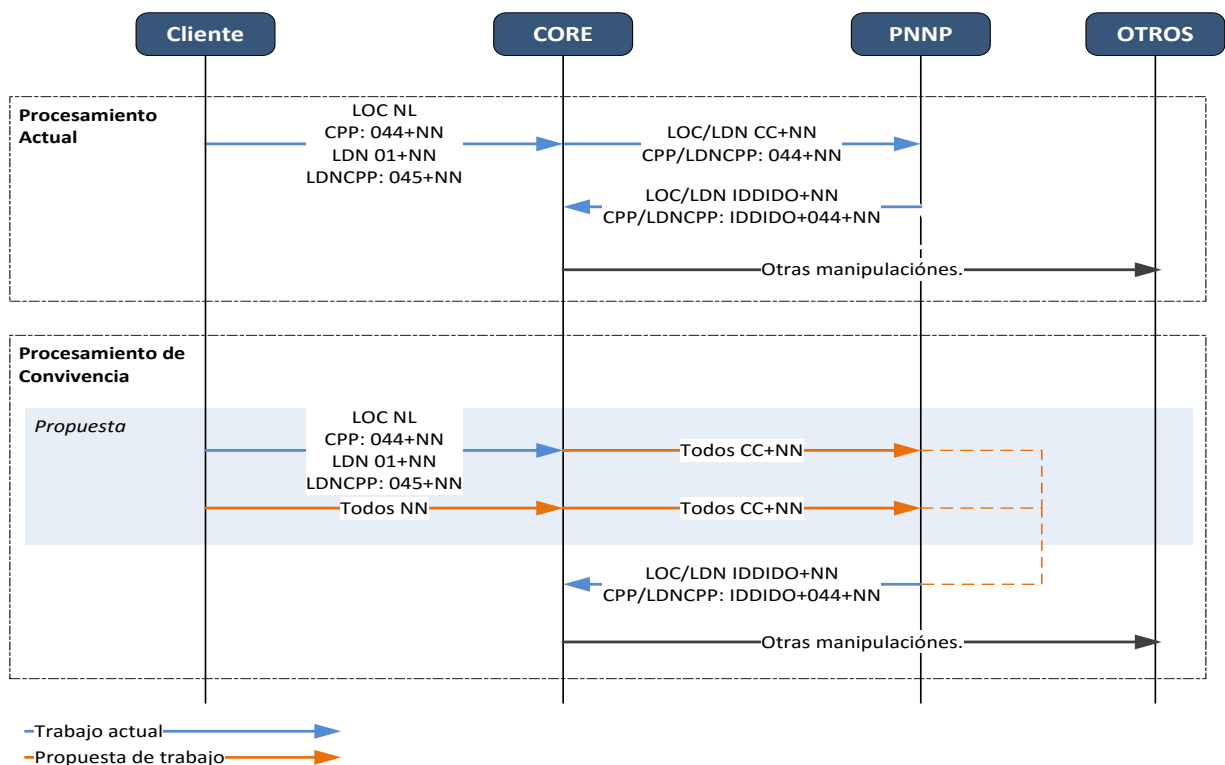 Cliente
CORE
PNNP
OTROS
Procesamiento
Actual
LOC NL
CPP: 044+NN
LDN 01+NN
LDNCPP: 045+NN
LOC/LDN CC+NN
CPP/LDNCPP: 044+NN
LOC/LDN IDDIDO+NN
CPP/LDNCPP: IDDIDO+044+NN
Otras manipulaciónes.
Procesamiento de
Convivencia
Propuesta
LOC NL
CPP: 044+NN
LDN 01+NN
LDNCPP: 045+NN
Todos CC+NN
Todos NN
Todos CC+NN
LOC/LDN IDDIDO+NN
CPP/LDNCPP: IDDIDO+044+NN
Otras manipulaciónes.
Trabajo actual
Propuesta de trabajo